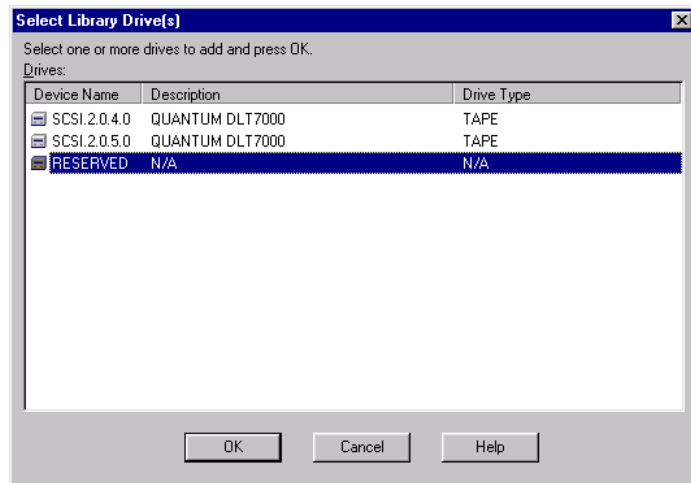 Select Library Drive(s)
Select one or more drives to add and press OK.
Drives:
Device Name Description Drive Type
SCSI.2.0.4.0 QUANTUM DLT7000 TAPE
SCSI.2.0.5.0 QUANTUM DLT7000 TAPE
RESERVED N/A N/A
OK Cancel Help